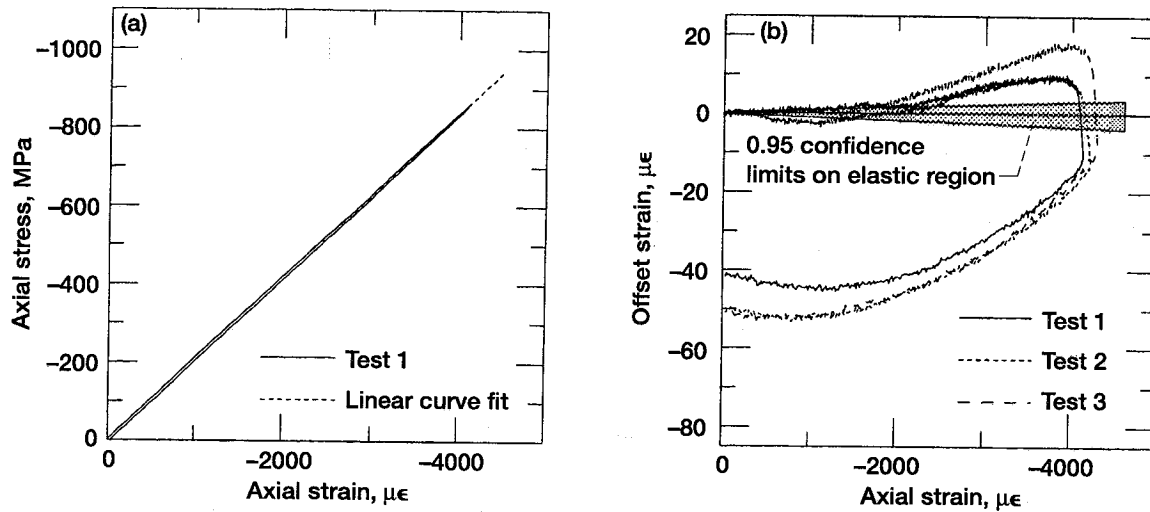 (a)
-1000
-800
-600
-400
-200
0
Axial stress, MPa
Test 1
Linear curve fit
0
-2000
-4000
Axial strain, με
(b)
20
0
-20
-40
-60
-80
Offset strain, με
0.95 confidence
limits on elastic region
Test 1
Test 2
Test 3
0
-2000
-4000
Axial strain, με